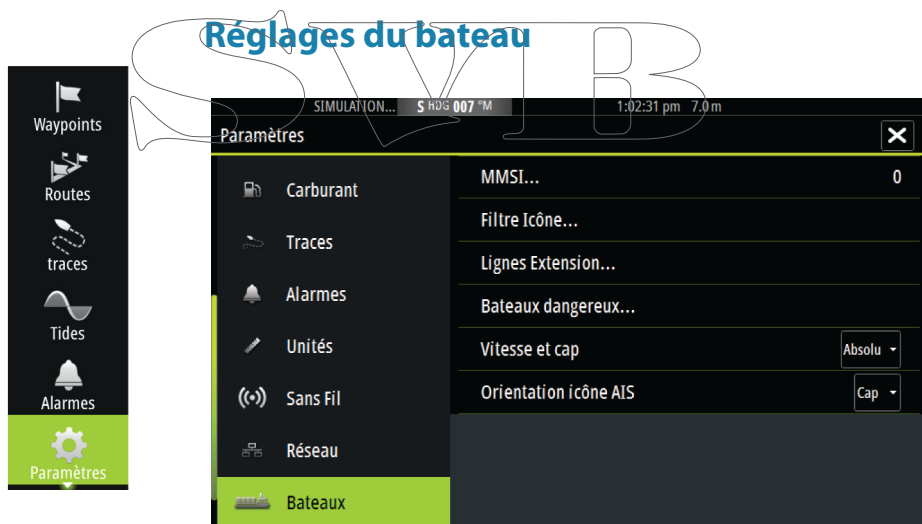 Réglages du bateau
SVB
Waypoints
Routes
traces
Tides
Alarmes
Paramètres
SIMULATION... S HDG 007 °M 1:02:31 pm 7.0 m
Paramètres
Carburant
Traces
Alarmes
Unités
Sans Fil
Réseau
Bateaux
MMSI... 0
Filtre Icône...
Lignes Extension...
Bateaux dangereux...
Vitesse et cap Absolu
Orientation icône AIS Cap